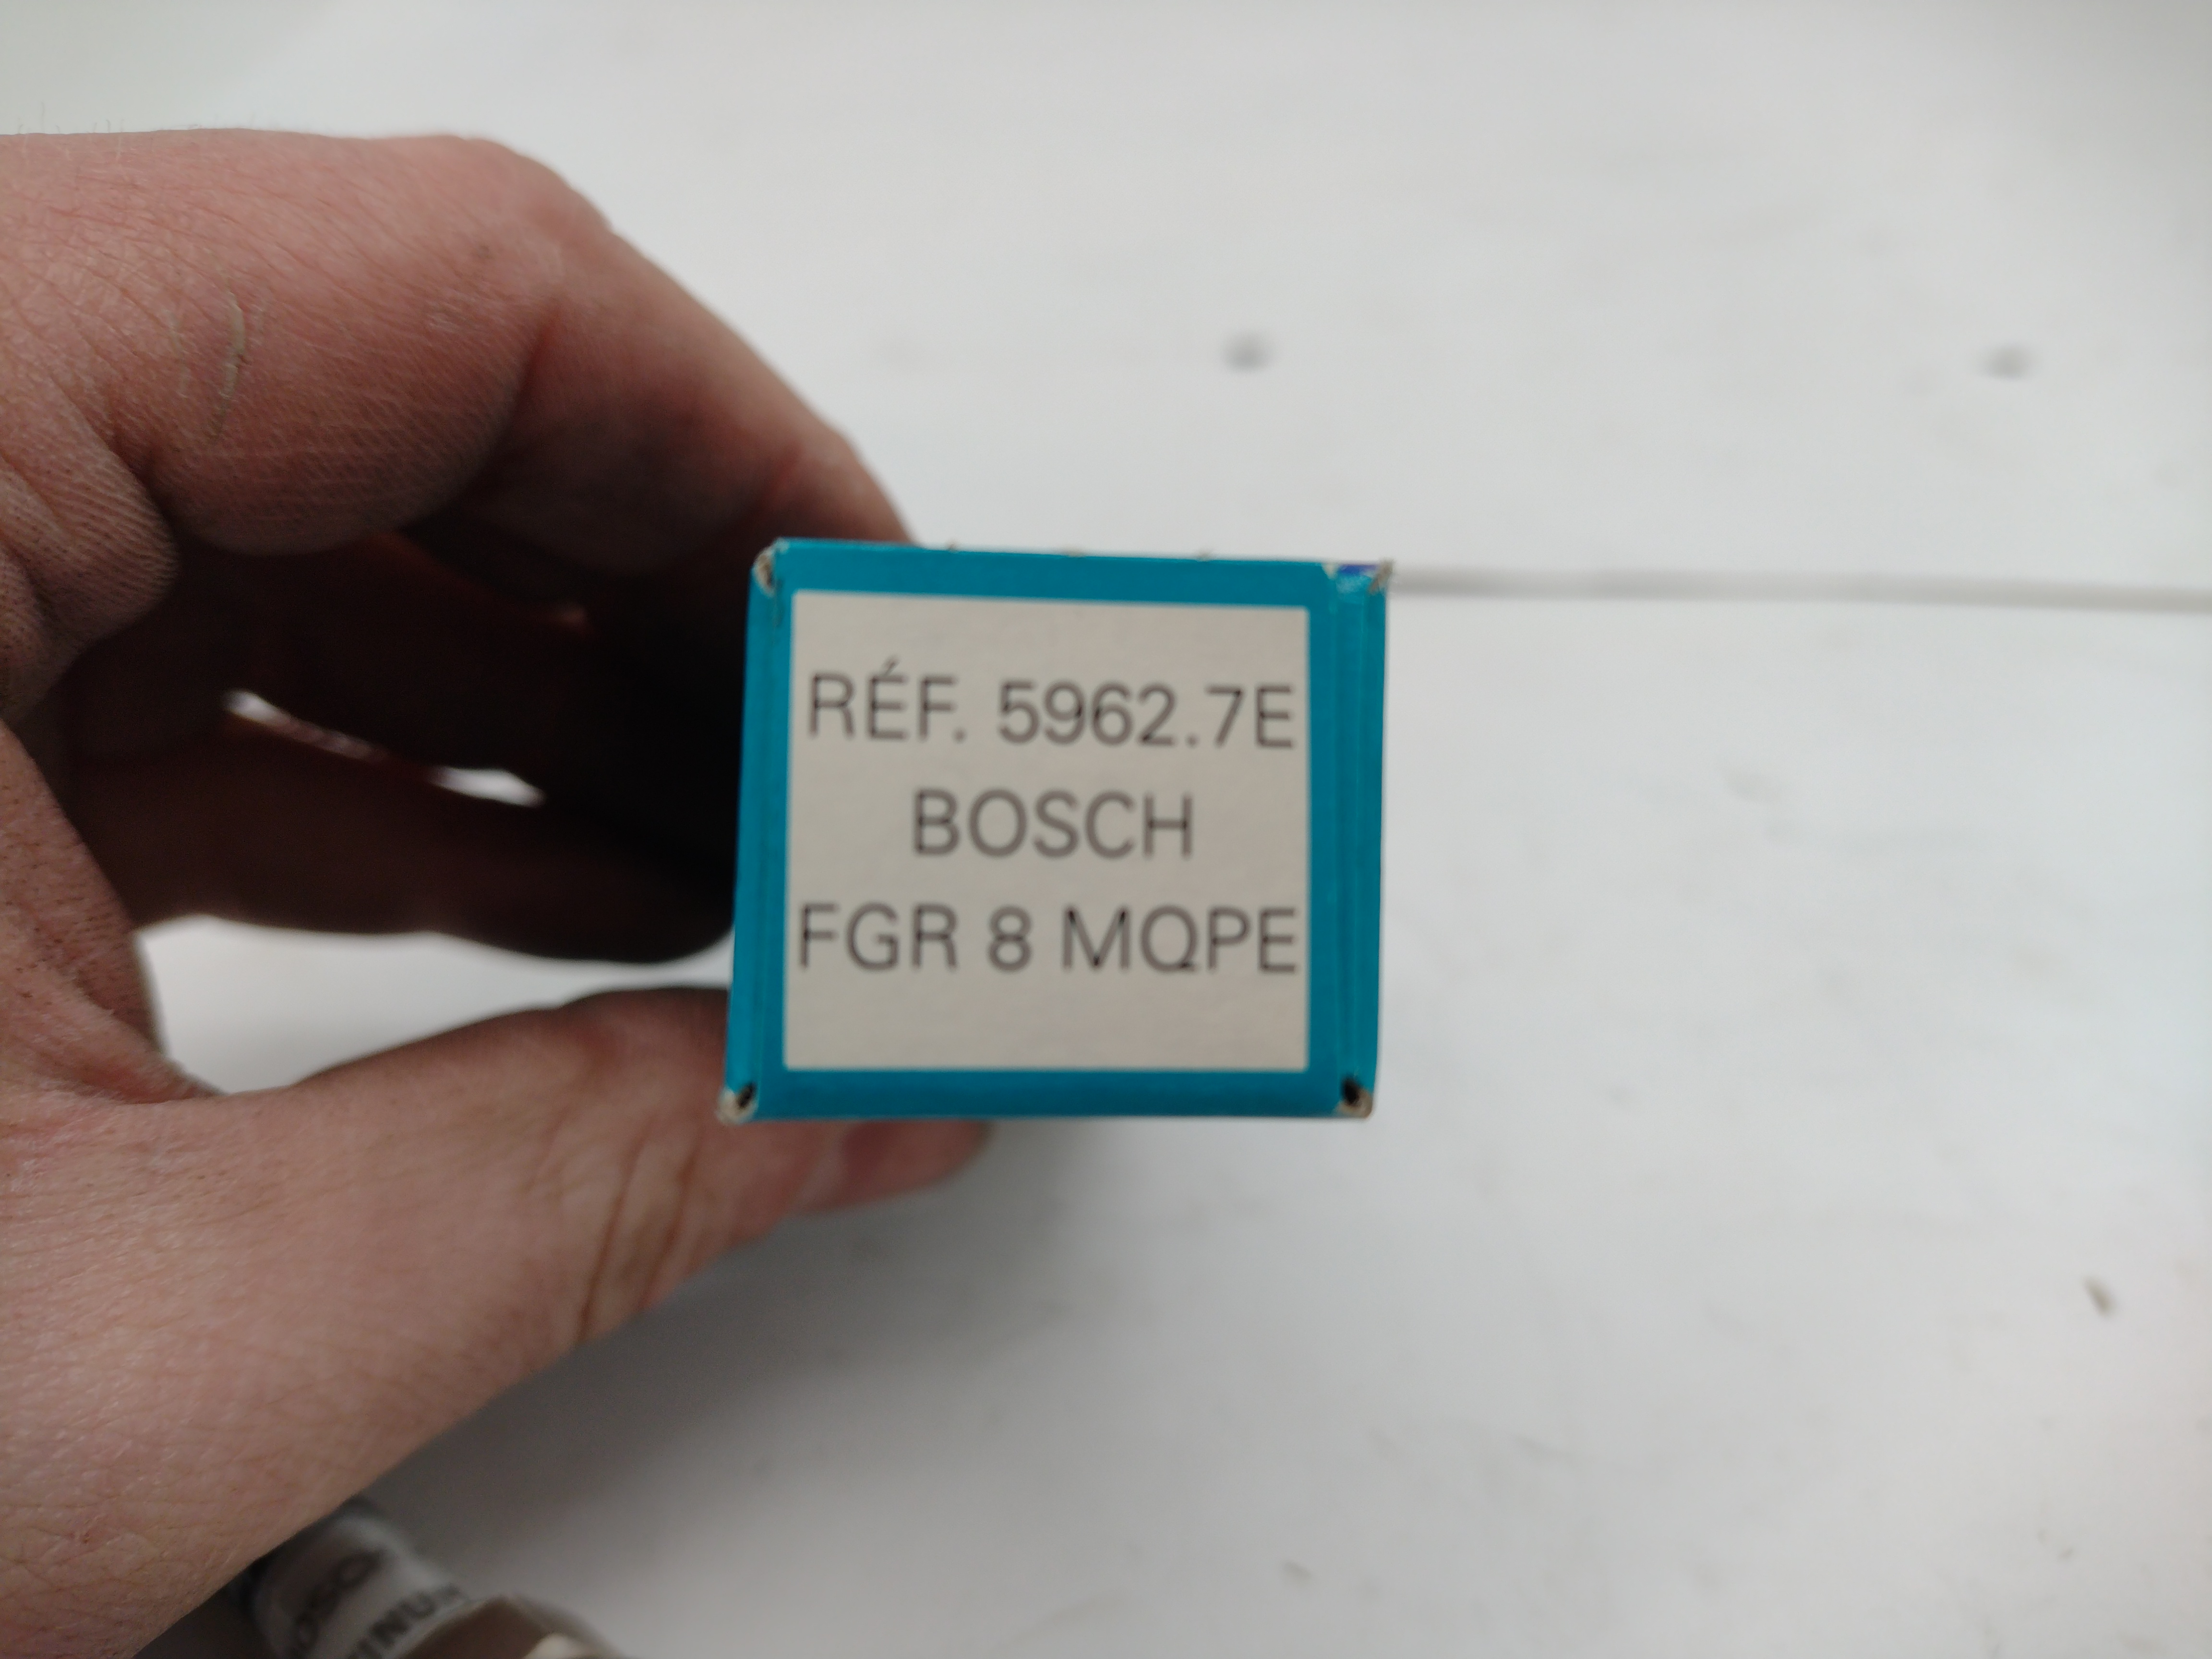 RÉF. 5962.7E
BOSCH
FGR 8 MQPE